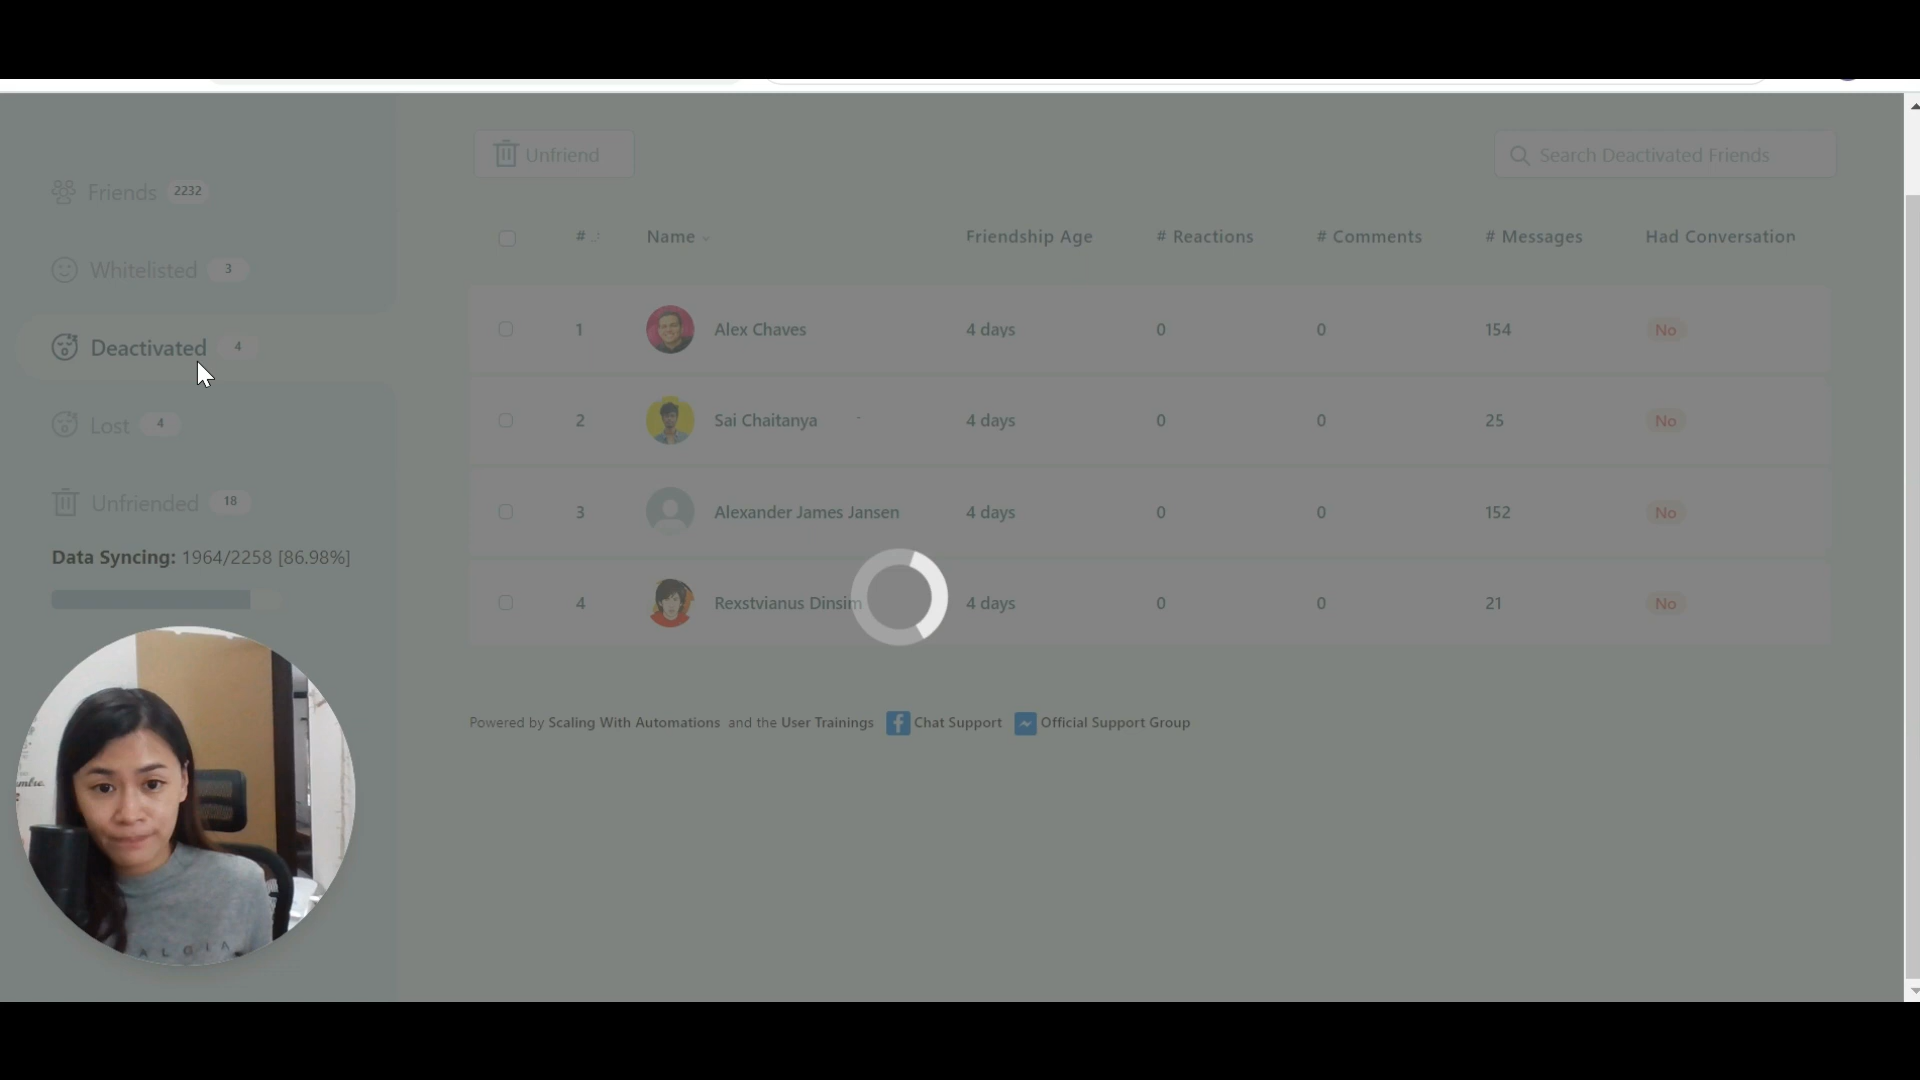 Unfriend
Search Deactivated Friends
Friends 2232
Whitelisted 3
Deactivated 4
Lost 4
Unfriended 18
Data Syncing: 1964/2258 [86.98%]
# Name Friendship Age # Reactions # Comments # Messages Had Conversation
1 Alex Chaves 4 days 0 0 154 No
2 Sai Chaitanya 4 days 0 0 25 No
3 Alexander James Jansen 4 days 0 0 152 No
4 Rexstvianus Dinsim 4 days 0 0 21 No
Powered by Scaling With Automations and the User Trainings Chat Support Official Support Group